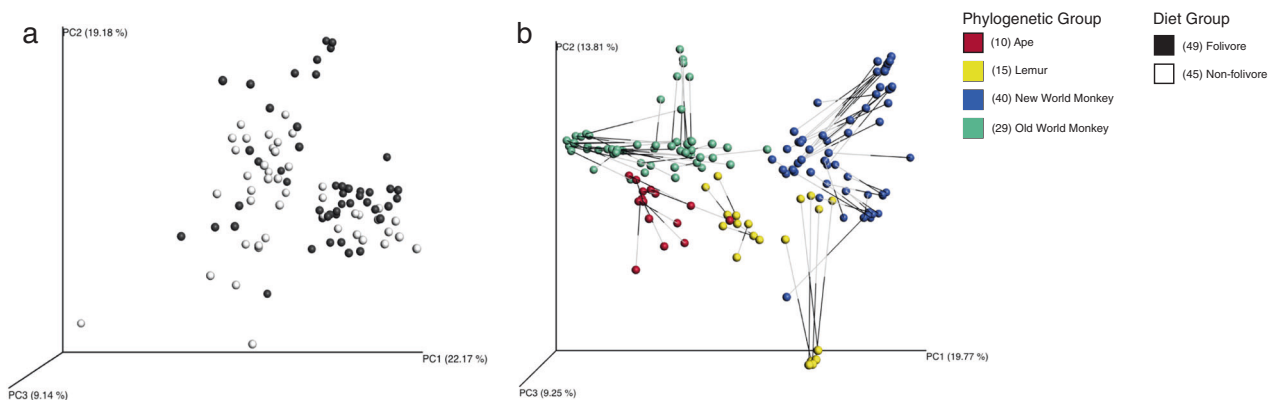 a
PC2 (19.18 %)
PC1 (22.17 %)
PC3 (9.14 %)
b
PC2 (13.81 %)
PC1 (19.77 %)
PC3 (9.25 %)
Phylogenetic Group
(10) Ape
(15) Lemur
(40) New World Monkey
(29) Old World Monkey
Diet Group
(49) Folivore
(45) Non-folivore